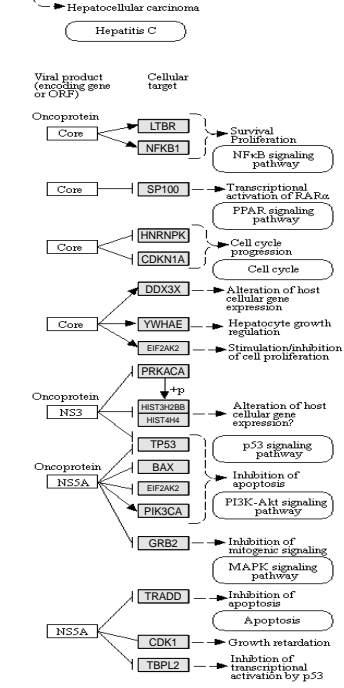 Hepatocellular carcinoma
Hepatitis C
Viral product
(encoding gene
or ORF)
Cellular
target
Oncoprotein
Core
LTBR
NFKB1
Survival
Proliferation
NFκB signaling
pathway
Core
SP100
Transcriptional
activation of RARα
PPAR signaling
pathway
Core
HNRNPK
CDKN1A
Cell cycle
progression
Cell cycle
Core
DDX3X
Alteration of host
cellular gene
expression
YWHAE
Hepatocyte growth
regulation
EIF2AK2
Stimulation/inhibition
of cell proliferation
PRKACA
+p
Oncoprotein
NS3
HIST3H2BB
HIST4H4
Alteration of host
cellular gene
expression?
TP53
p53 signaling
pathway
Oncoprotein
NS5A
BAX
EIF2AK2
PIK3CA
Inhibition of
apoptosis
PI3K-Akt signaling
pathway
GRB2
Inhibition of
mitogenic signaling
MAPK signaling
pathway
NS5A
TRADD
Inhibition of
apoptosis
Apoptosis
CDK1
Growth retardation
TBPL2
Inhibtion of
transcriptional
activation by p53